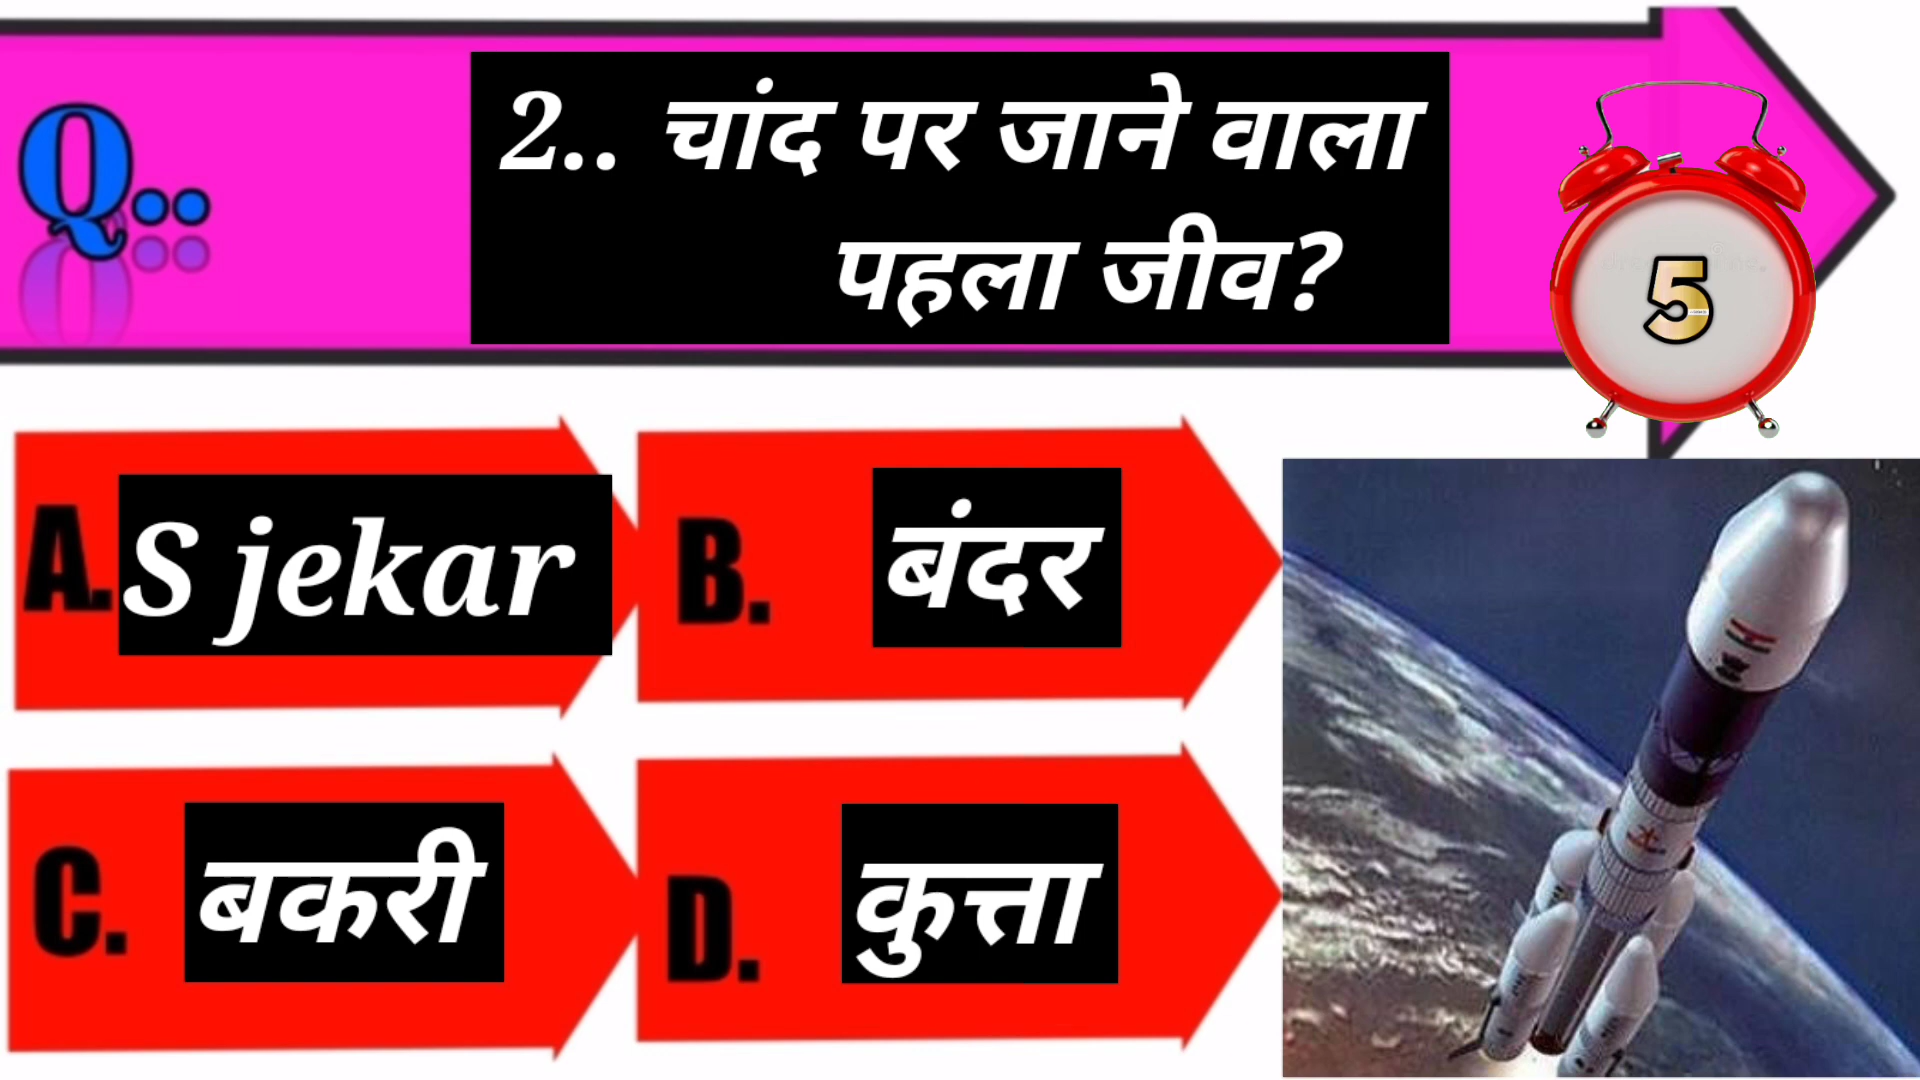 Q..
2.. चांद पर जाने वाला
पहला जीव?
5
A. S jekar
B. बंदर
C. बकरी
D. कुत्ता